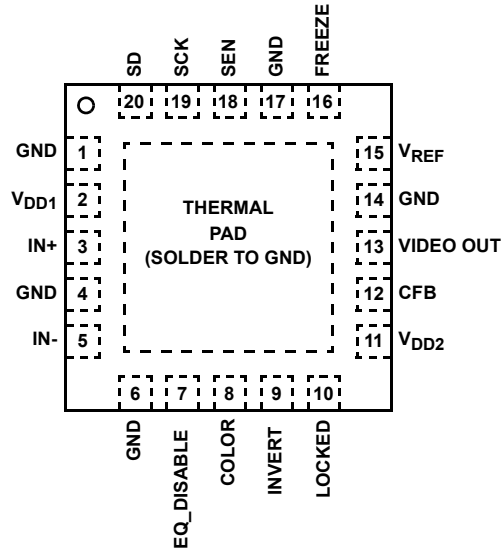 SD
SCK
SEN
GND
FREEZE
20
19
18
17
16
GND 1
VDD1 2
IN+ 3
GND 4
IN- 5
THERMAL
PAD
(SOLDER TO GND)
15 VREF
14 GND
13 VIDEO OUT
12 CFB
11 VDD2
6
7
8
9
10
GND
EQ_DISABLE
COLOR
INVERT
LOCKED